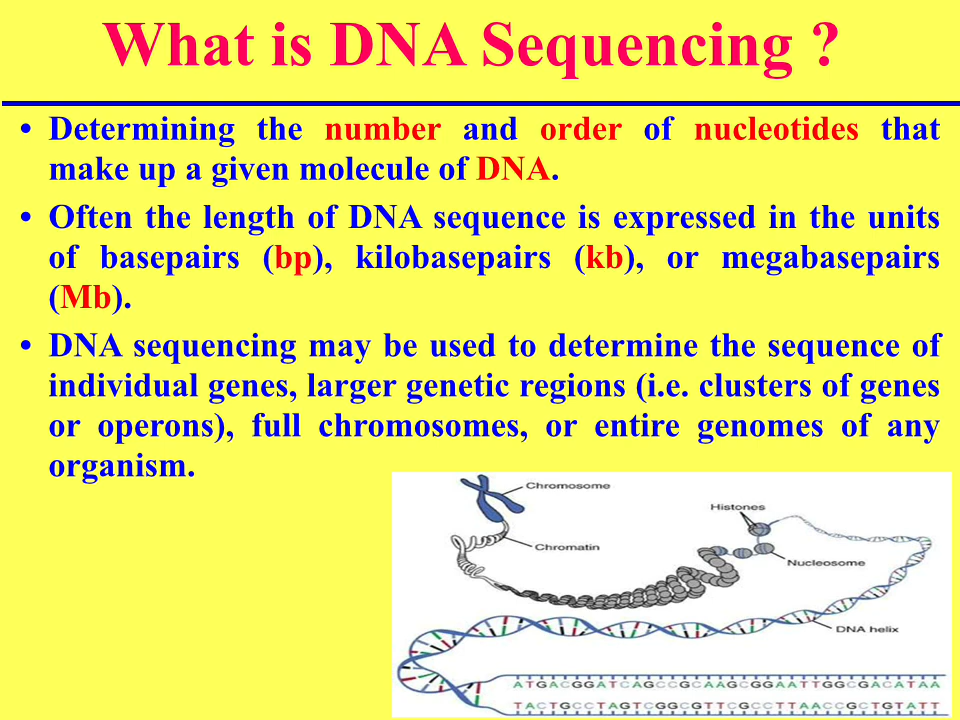 What is DNA Sequencing ?
• Determining the number and order of nucleotides that
make up a given molecule of DNA.
• Often the length of DNA sequence is expressed in the units
of basepairs (bp), kilobasepairs (kb), or megabasepairs
(Mb).
• DNA sequencing may be used to determine the sequence of
individual genes, larger genetic regions (i.e. clusters of genes
or operons), full chromosomes, or entire genomes of any
organism.
Chromosome
Histones
Chromatin
Nucleosome
DNA helix
ATGACGGATCAGCCGCAAGCGGAATTGGCGACATAA
TACTGCCTAGTCGGCGTTCGCCTTAACCGCTGTATT